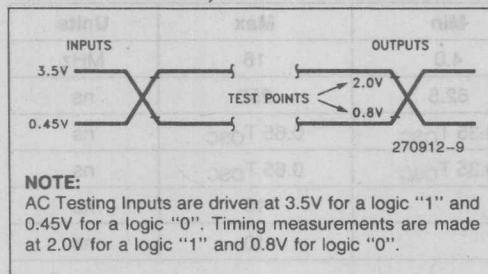 INPUTS OUTPUTS
3.5V 2.0V
TEST POINTS
0.45V 0.8V
270912-9
NOTE:
AC Testing Inputs are driven at 3.5V for a logic "1" and
0.45V for a logic "0". Timing measurements are made
at 2.0V for a logic "1" and 0.8V for logic "0".